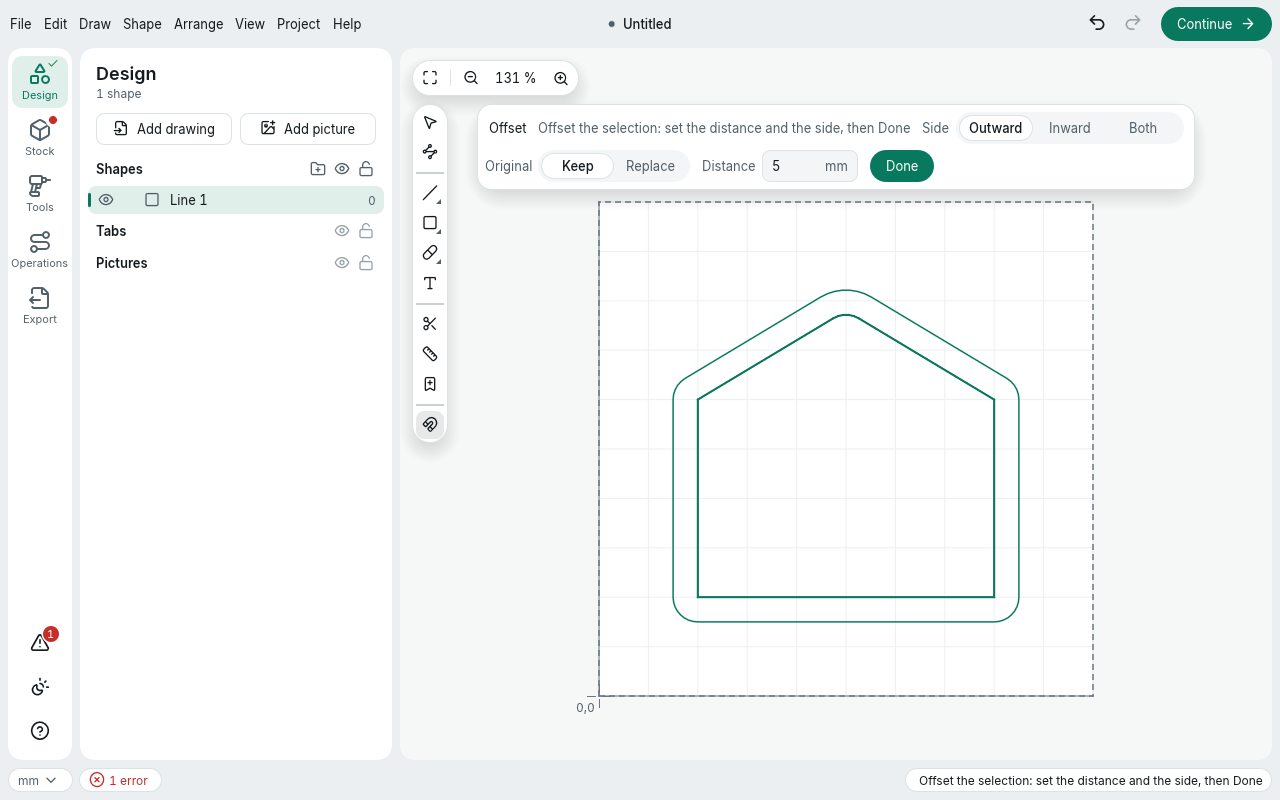 File Edit Draw Shape Arrange View Project Help
Untitled
Continue
Design
Stock
Tools
Operations
Export
1
Design
1 shape
Add drawing
Add picture
Shapes
Line 1
0
Tabs
Pictures
131 %
Offset Offset the selection: set the distance and the side, then Done Side Outward Inward Both
Original Keep Replace Distance 5 mm Done
0,0
mm
1 error
Offset the selection: set the distance and the side, then Done